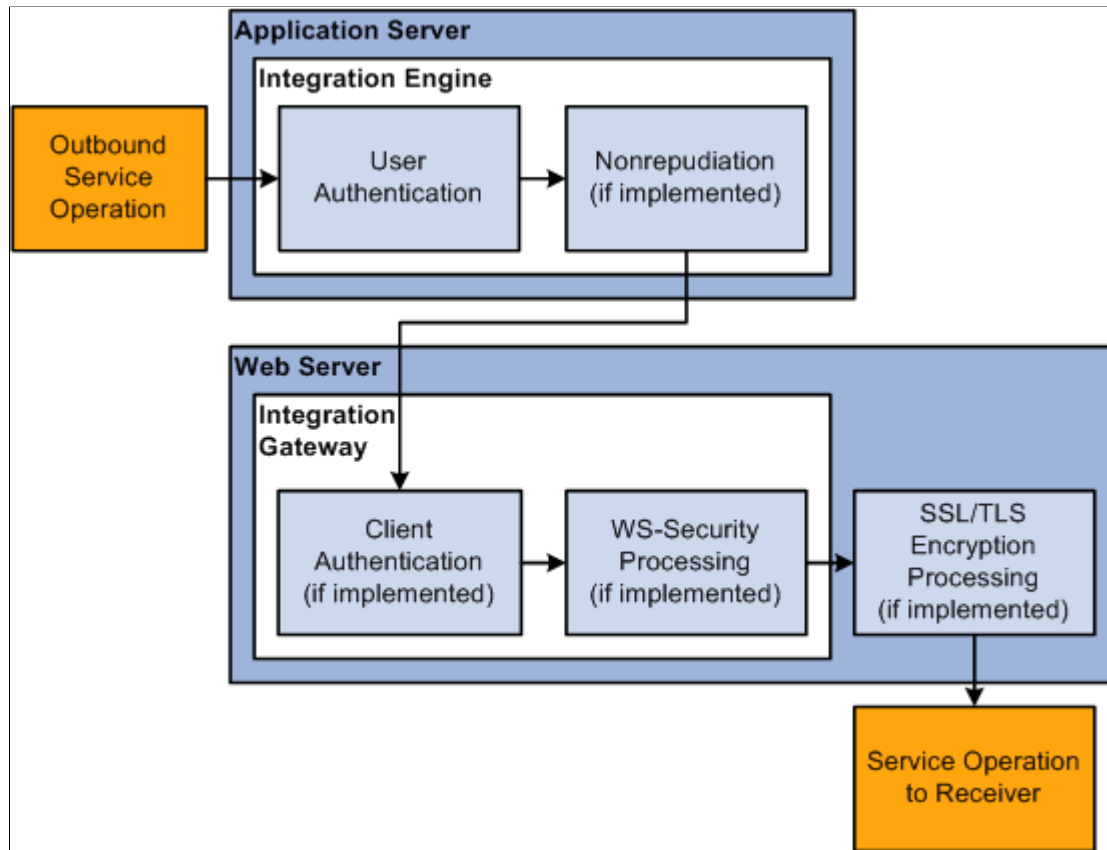 Application Server
Integration Engine
Outbound
Service
Operation
User
Authentication
Nonrepudiation
(if implemented)
Web Server
Integration
Gateway
Client
Authentication
(if implemented)
WS-Security
Processing
(if implemented)
SSL/TLS
Encryption
Processing
(if implemented)
Service Operation
to Receiver